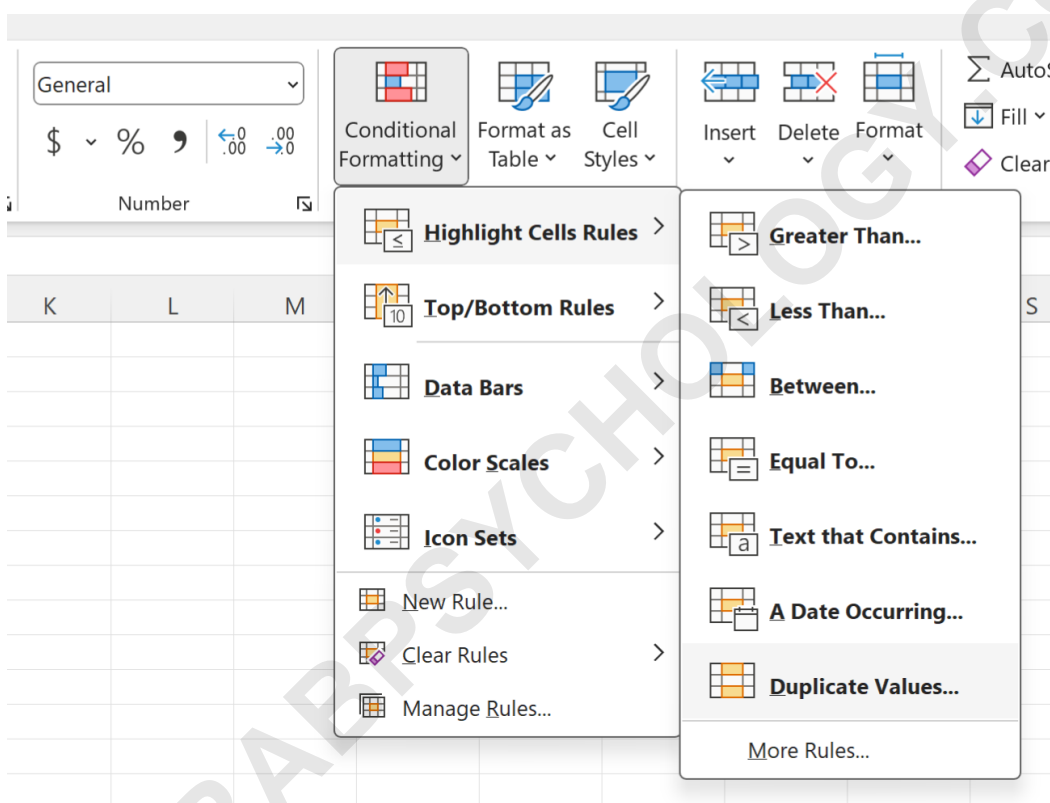 General
$ % , ←0 .00 .00 →.0
Number
Conditional
Formatting
Format as
Table
Cell
Styles
Insert
Delete
Format
Σ
Fill
Clear
K
L
M
S
Highlight Cells Rules
≤
Top/Bottom Rules
10
Data Bars
Color Scales
Icon Sets
New Rule...
Clear Rules
Manage Rules...
Greater Than...
>
Less Than...
<
Between...
Equal To...
=
Text that Contains...
a
A Date Occurring...
Duplicate Values...
More Rules...
ABPSYCHOLOGY.C